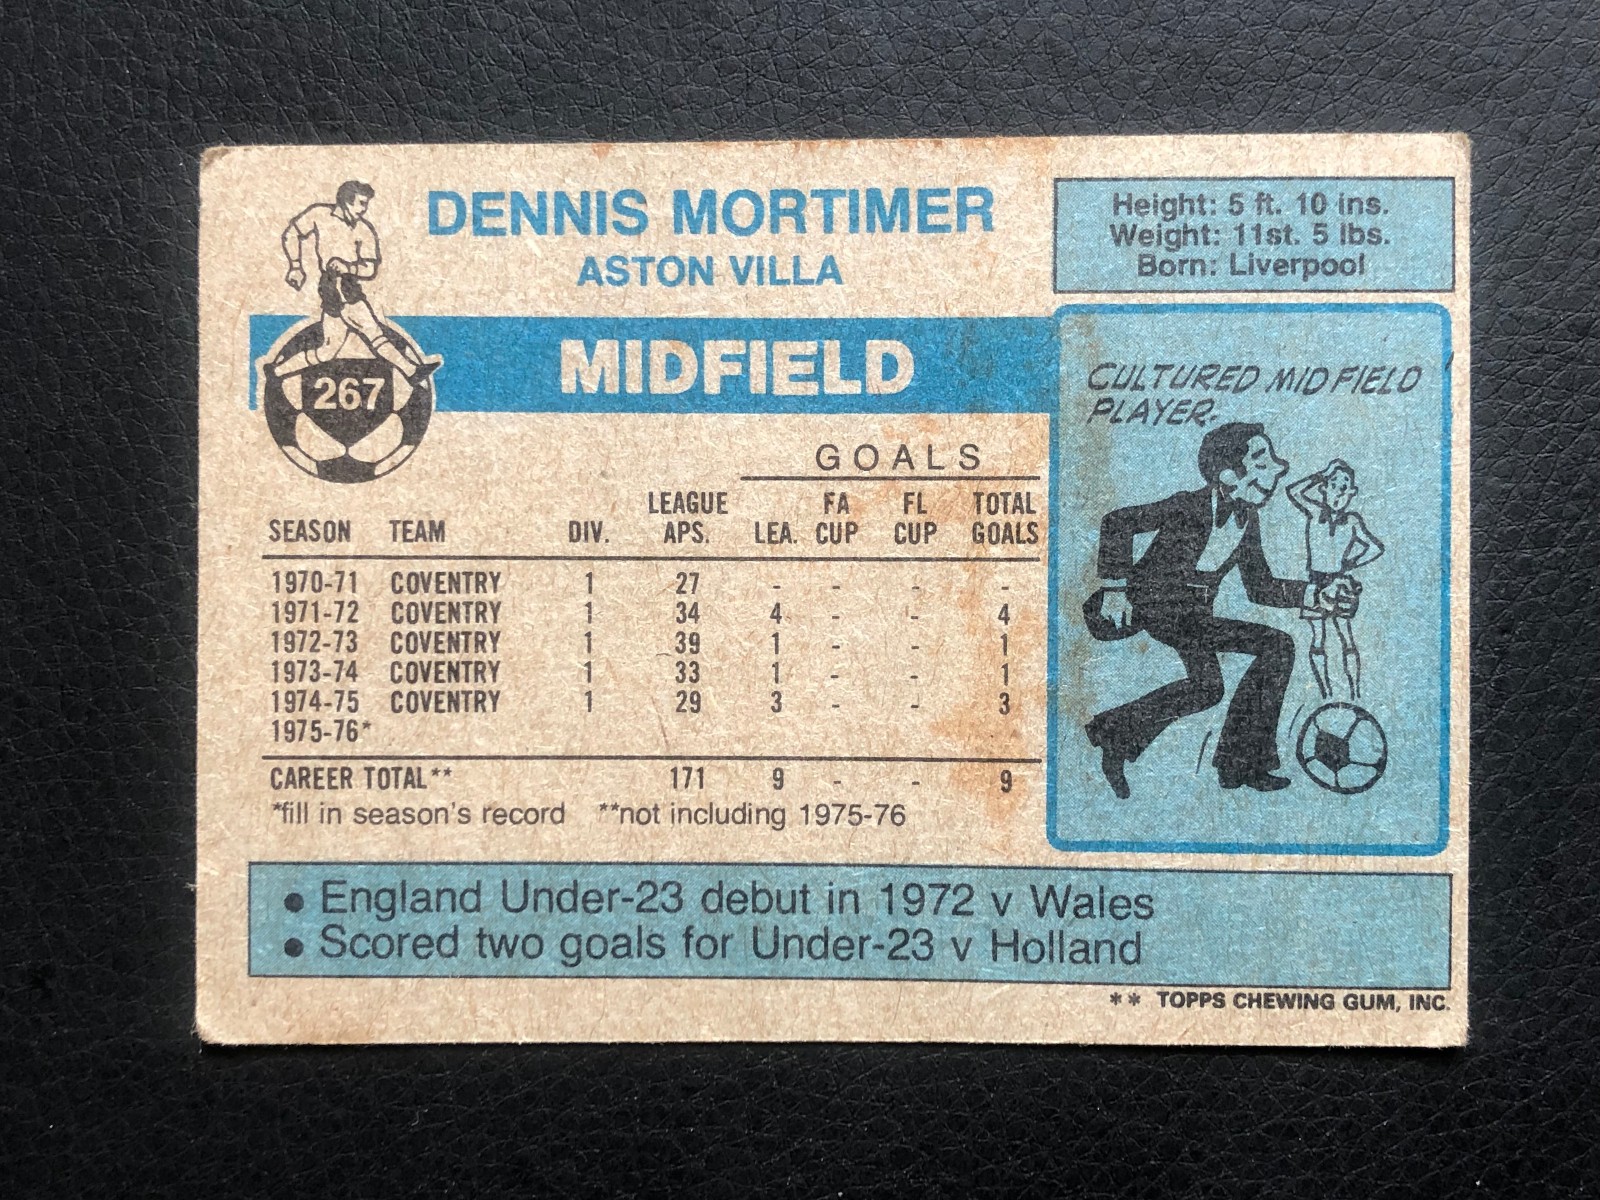 DENNIS MORTIMER
ASTON VILLA
Height: 5 ft. 10 ins.
Weight: 11st. 5 lbs.
Born: Liverpool
267
MIDFIELD
CULTURED MIDFIELD
PLAYER.
GOALS
SEASON TEAM DIV. LEAGUE APS. LEA. FA CUP FL CUP TOTAL GOALS
1970-71 COVENTRY 1 27 - - - -
1971-72 COVENTRY 1 34 4 - - 4
1972-73 COVENTRY 1 39 1 - - 1
1973-74 COVENTRY 1 33 1 - - 1
1974-75 COVENTRY 1 29 3 - - 3
1975-76*
CAREER TOTAL** 171 9 - - 9
*fill in season's record **not including 1975-76
• England Under-23 debut in 1972 v Wales
• Scored two goals for Under-23 v Holland
** TOPPS CHEWING GUM, INC.